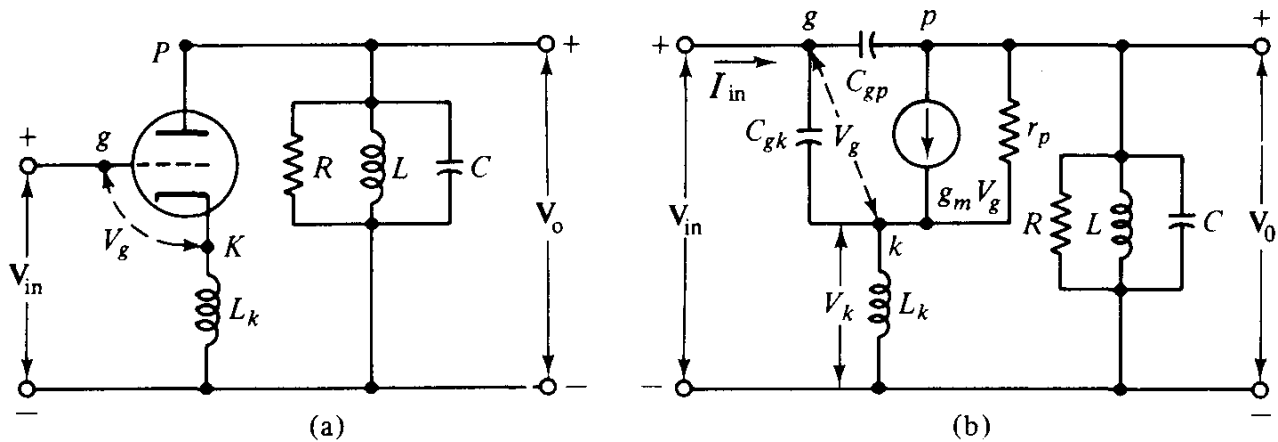 P
g
+
V_in
V_g
K
L_k
R
L
C
+
V_o
−
−
(a)
+
g
p
I_in
C_gp
C_gk
V_g
r_p
g_m V_g
V_in
k
V_k
L_k
R
L
C
+
V_0
−
−
(b)